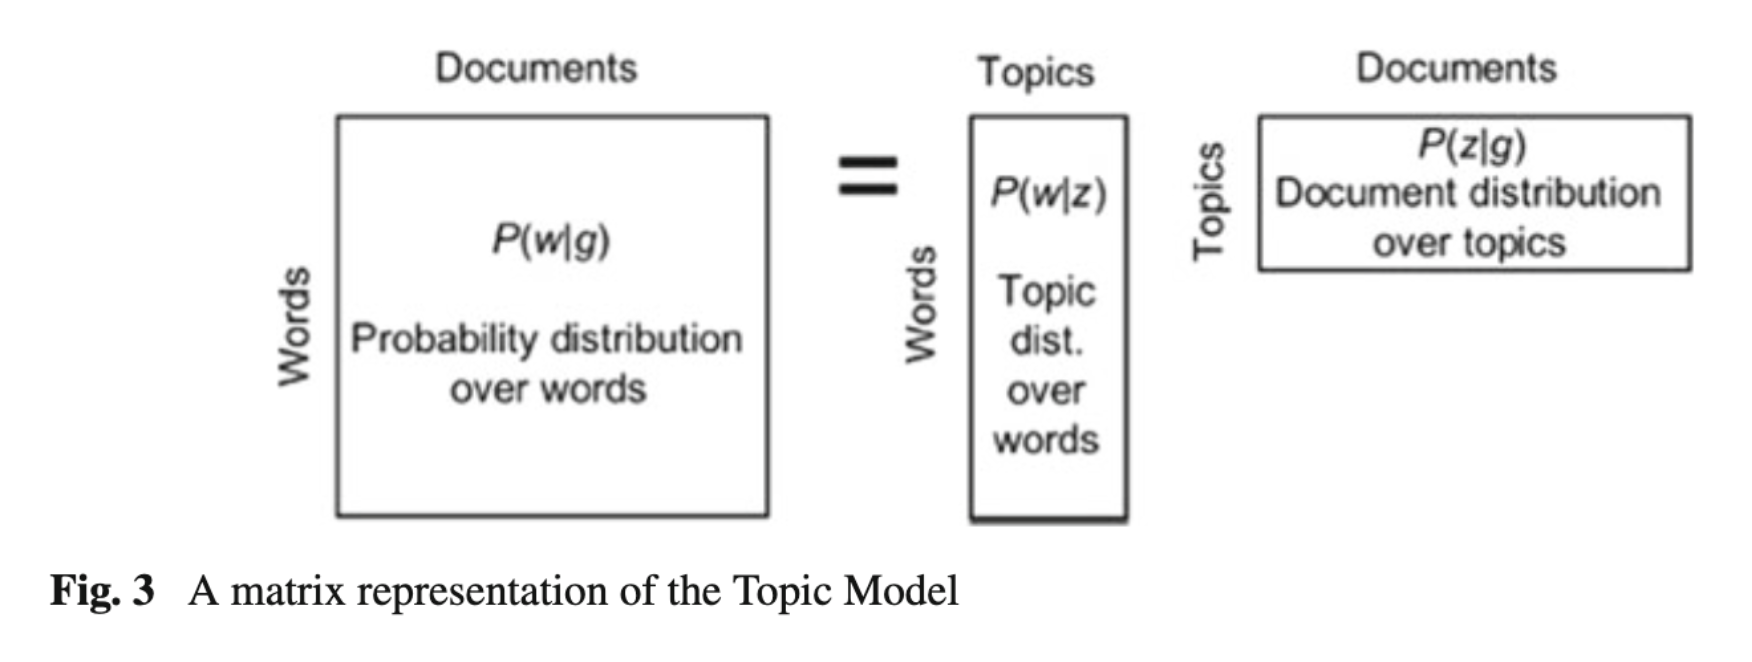 Documents
Words
P(w|g)
Probability distribution
over words
=
Topics
Words
P(w|z)
Topic
dist.
over
words
Documents
Topics
P(z|g)
Document distribution
over topics
Fig. 3 A matrix representation of the Topic Model